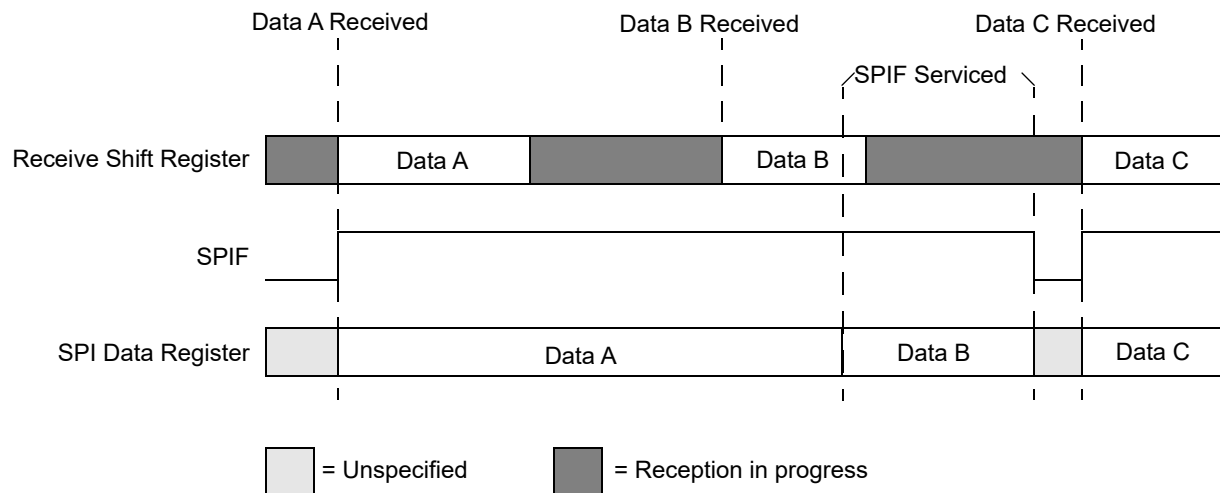 Data A Received Data B Received Data C Received
SPIF Serviced
Receive Shift Register Data A Data B Data C
SPIF
SPI Data Register Data A Data B Data C
= Unspecified = Reception in progress